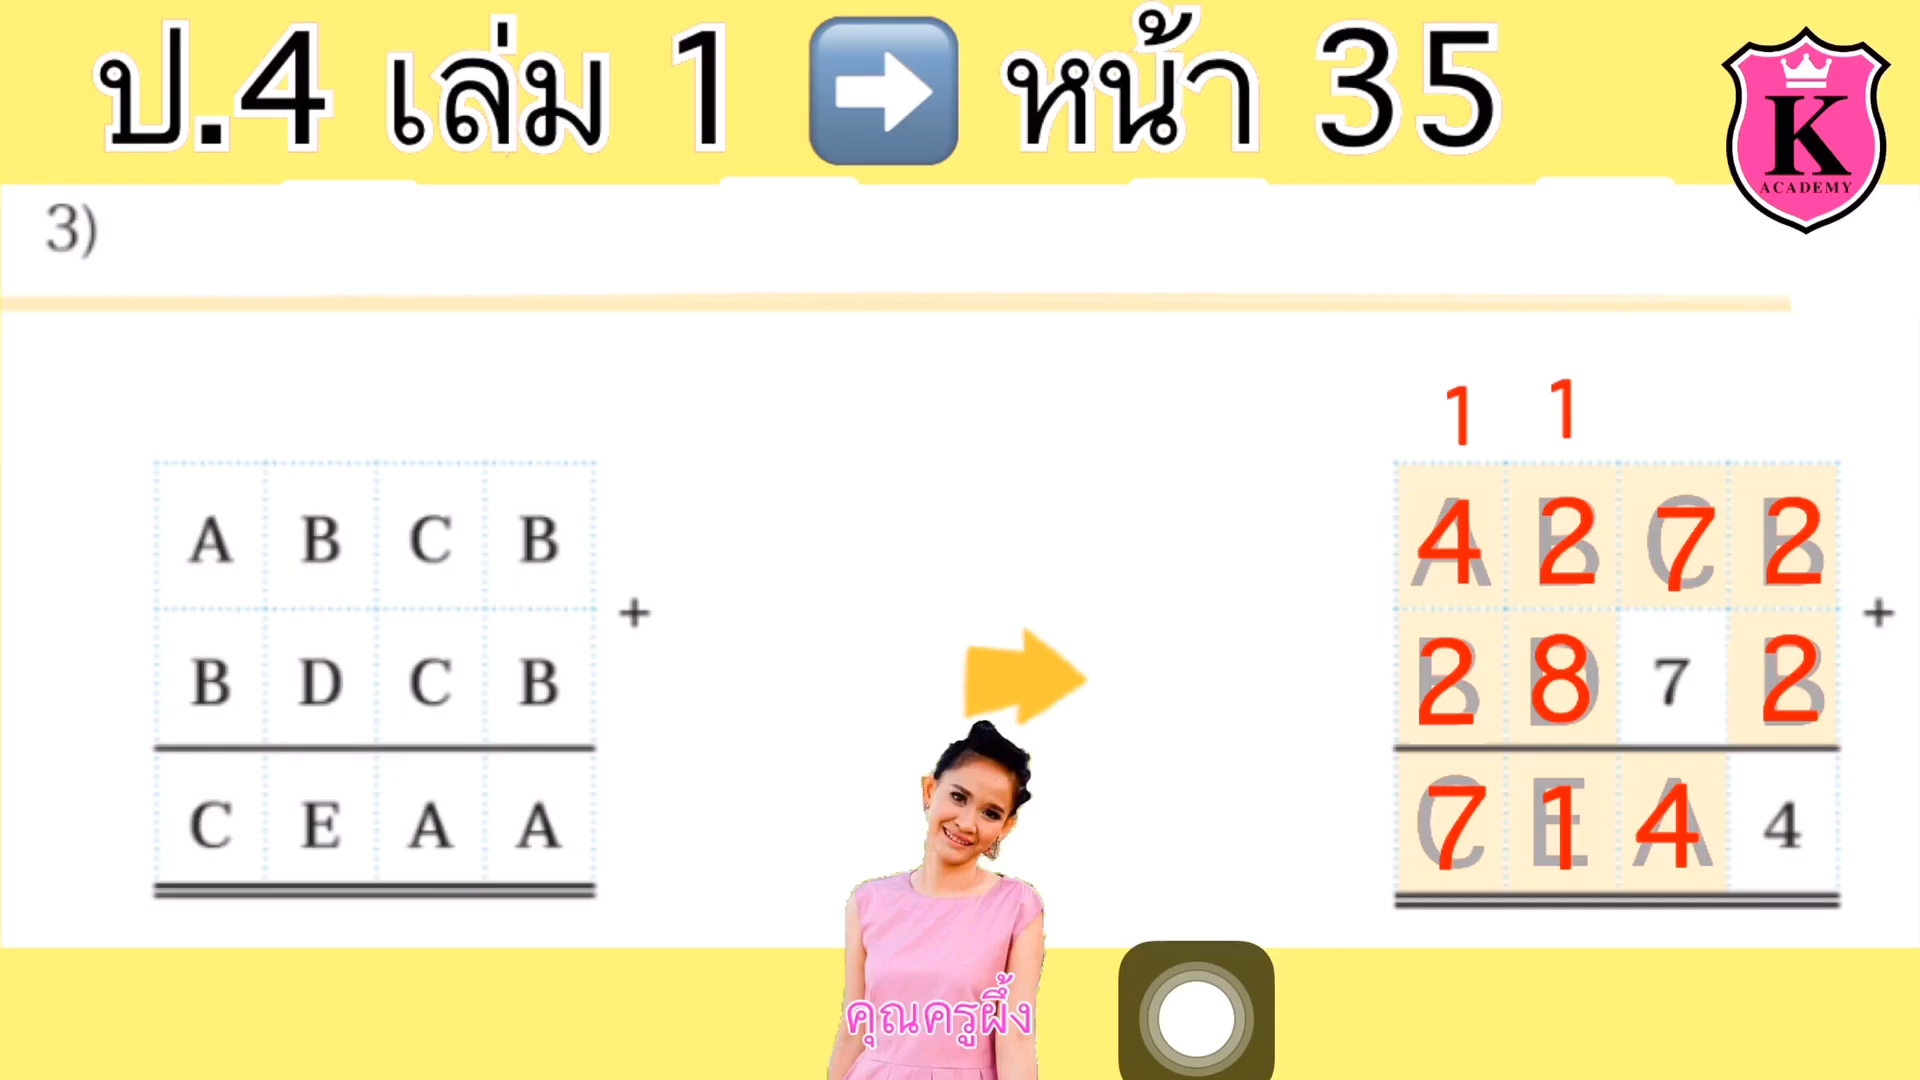 ป.4 เล่ม 1 ➡ หน้า 35
K
ACADEMY
3)
1 1
A B C B
B D C B
+
C E A A
4 2 7 2
2 8 7 2
+
7 1 4 4
คุณครูผึ้ง